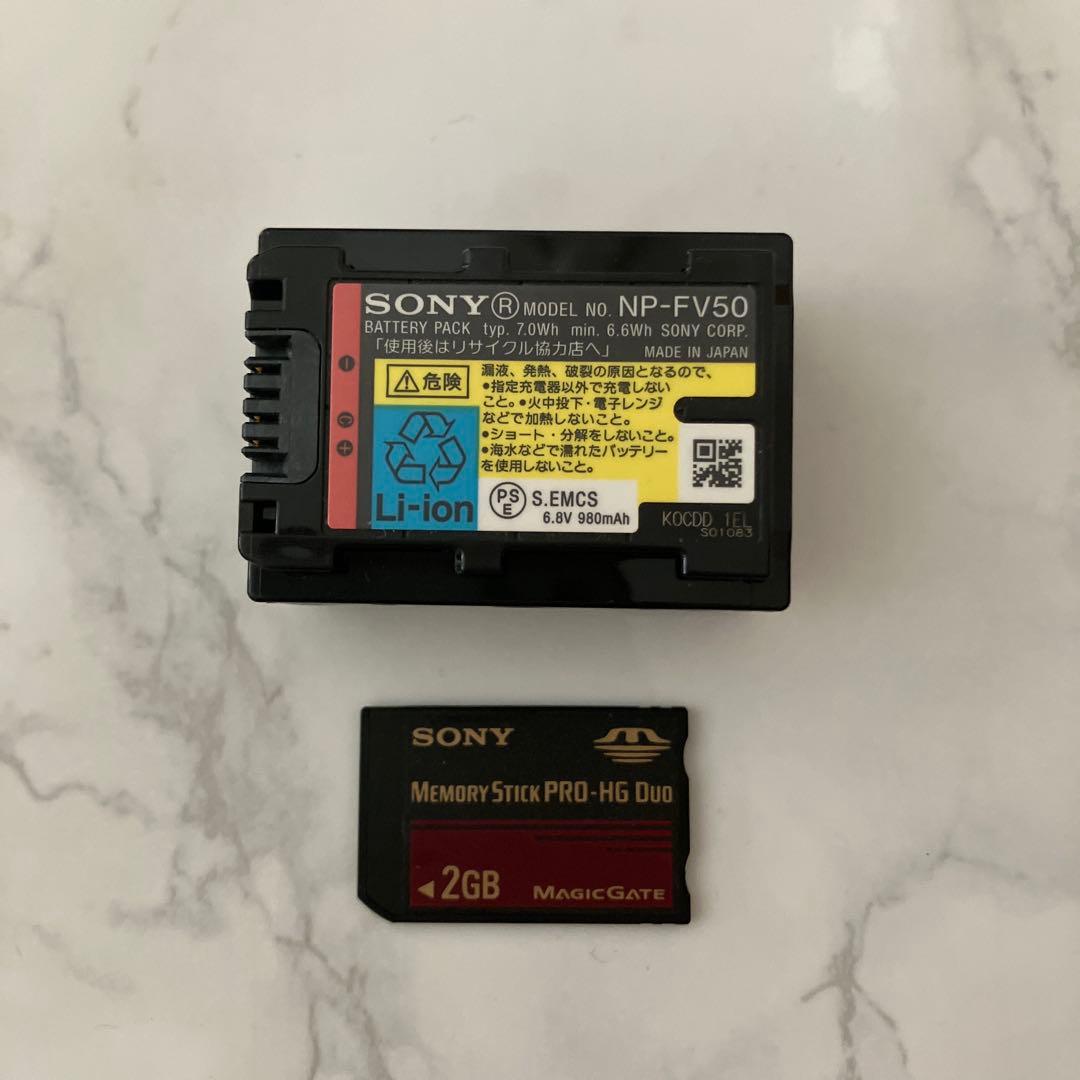 SONY® MODEL NO. NP-FV50
BATTERY PACK typ. 7.0Wh min. 6.6Wh SONY CORP.
「使用後はリサイクル協力店へ」 MADE IN JAPAN
⚠危険
漏液、発熱、破裂の原因となるので、
•指定充電器以外で充電しない
こと。•火中投下・電子レンジ
などで加熱しないこと。
•ショート・分解をしないこと。
•海水などで濡れたバッテリー
を使用しないこと。
− C +
Li-ion
PSE S.EMCS
6.8V 980mAh
KOCDD 1EL
S01083
SONY
MEMORY STICK PRO-HG DUO
2GB MAGICGATE